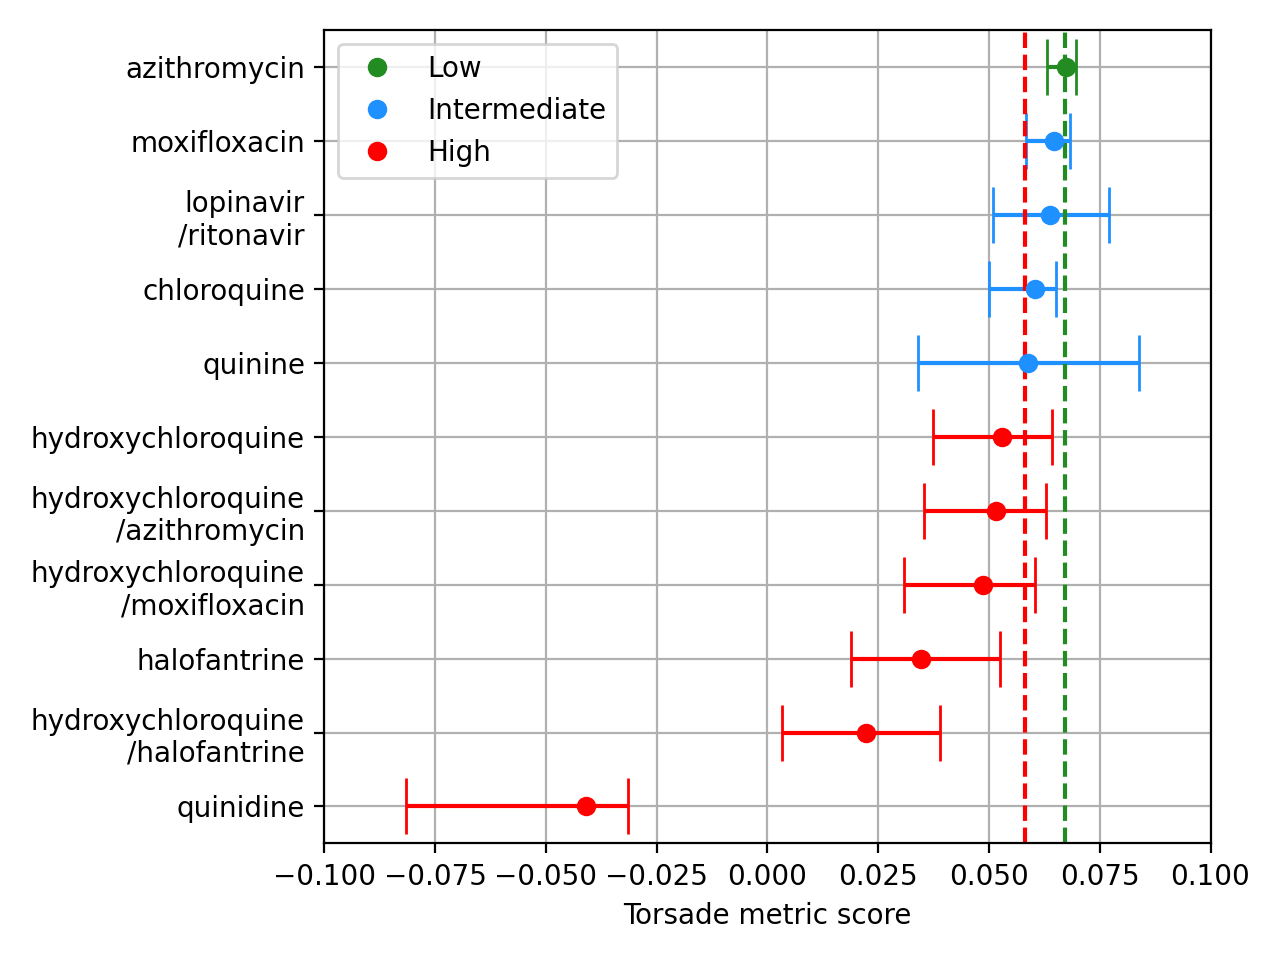 azithromycin
moxifloxacin
lopinavir
/ritonavir
chloroquine
quinine
hydroxychloroquine
hydroxychloroquine
/azithromycin
hydroxychloroquine
/moxifloxacin
halofantrine
hydroxychloroquine
/halofantrine
quinidine
Low
Intermediate
High
−0.100 −0.075 −0.050 −0.025 0.000 0.025 0.050 0.075 0.100
Torsade metric score